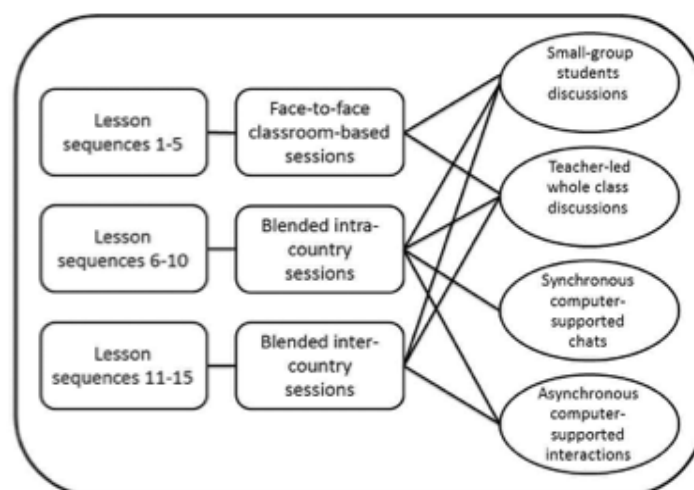 Lesson
sequences 1-5
Face-to-face
classroom-based
sessions
Small-group
students
discussions
Teacher-led
whole class
discussions
Lesson
sequences 6-10
Blended intra-
country
sessions
Synchronous
computer-
supported
chats
Lesson
sequences 11-15
Blended inter-
country
sessions
Asynchronous
computer-
supported
interactions